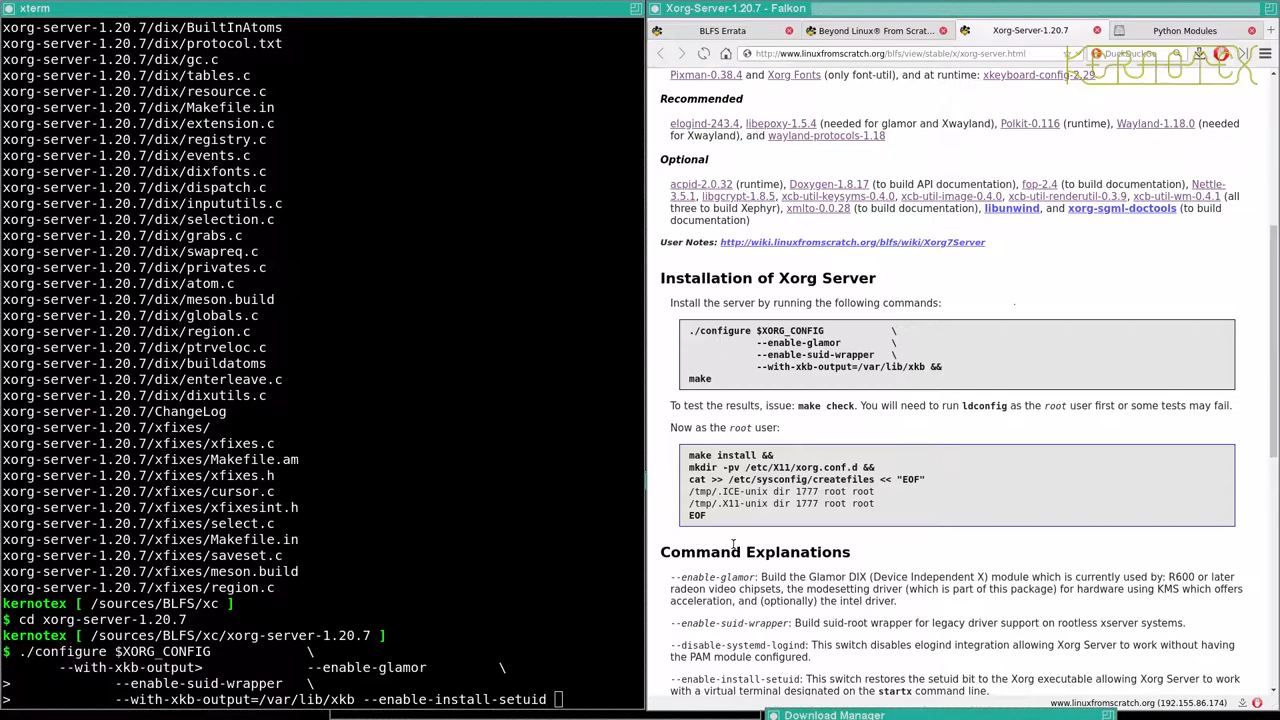 xterm
xorg-server-1.20.7/dix/BuiltInAtoms
xorg-server-1.20.7/dix/protocol.txt
xorg-server-1.20.7/dix/gc.c
xorg-server-1.20.7/dix/tables.c
xorg-server-1.20.7/dix/resource.c
xorg-server-1.20.7/dix/Makefile.in
xorg-server-1.20.7/dix/extension.c
xorg-server-1.20.7/dix/registry.c
xorg-server-1.20.7/dix/events.c
xorg-server-1.20.7/dix/dixfonts.c
xorg-server-1.20.7/dix/dispatch.c
xorg-server-1.20.7/dix/inpututils.c
xorg-server-1.20.7/dix/selection.c
xorg-server-1.20.7/dix/grabs.c
xorg-server-1.20.7/dix/swapreq.c
xorg-server-1.20.7/dix/privates.c
xorg-server-1.20.7/dix/atom.c
xorg-server-1.20.7/dix/meson.build
xorg-server-1.20.7/dix/globals.c
xorg-server-1.20.7/dix/region.c
xorg-server-1.20.7/dix/ptrveloc.c
xorg-server-1.20.7/dix/buildatoms
xorg-server-1.20.7/dix/enterleave.c
xorg-server-1.20.7/dix/dixutils.c
xorg-server-1.20.7/ChangeLog
xorg-server-1.20.7/xfixes/
xorg-server-1.20.7/xfixes/xfixes.c
xorg-server-1.20.7/xfixes/Makefile.am
xorg-server-1.20.7/xfixes/xfixes.h
xorg-server-1.20.7/xfixes/cursor.c
xorg-server-1.20.7/xfixes/xfixesint.h
xorg-server-1.20.7/xfixes/select.c
xorg-server-1.20.7/xfixes/Makefile.in
xorg-server-1.20.7/xfixes/saveset.c
xorg-server-1.20.7/xfixes/meson.build
xorg-server-1.20.7/xfixes/region.c
kernotex [ /sources/BLFS/xc ]
$ cd xorg-server-1.20.7
kernotex [ /sources/BLFS/xc/xorg-server-1.20.7 ]
$ ./configure $XORG_CONFIG \
--with-xkb-output> --enable-glamor \
> --enable-suid-wrapper \
> --with-xkb-output=/var/lib/xkb --enable-install-setuid
Xorg-Server-1.20.7 - Falkon
BLFS Errata
Beyond Linux® From Scrat…
Xorg-Server-1.20.7
Python Modules
http://www.linuxfromscratch.org/blfs/view/stable/x/xorg-server.html
DuckDuckGo
KERNOTEX
Pixman-0.38.4 and Xorg Fonts (only font-util), and at runtime: xkeyboard-config-2.29
Recommended
elogind-243.4, libepoxy-1.5.4 (needed for glamor and Xwayland), Polkit-0.116 (runtime), Wayland-1.18.0 (needed
for Xwayland), and wayland-protocols-1.18
Optional
acpid-2.0.32 (runtime), Doxygen-1.8.17 (to build API documentation), fop-2.4 (to build documentation), Nettle-
3.5.1, libgcrypt-1.8.5, xcb-util-keysyms-0.4.0, xcb-util-image-0.4.0, xcb-util-renderutil-0.3.9, xcb-util-wm-0.4.1 (all
three to build Xephyr), xmlto-0.0.28 (to build documentation), libunwind, and xorg-sgml-doctools (to build
documentation)
User Notes: http://wiki.linuxfromscratch.org/blfs/wiki/Xorg7Server
Installation of Xorg Server
Install the server by running the following commands:
./configure $XORG_CONFIG \
--enable-glamor \
--enable-suid-wrapper \
--with-xkb-output=/var/lib/xkb &&
make
To test the results, issue: make check. You will need to run ldconfig as the root user first or some tests may fail.
Now as the root user:
make install &&
mkdir -pv /etc/X11/xorg.conf.d &&
cat >> /etc/sysconfig/createfiles << "EOF"
/tmp/.ICE-unix dir 1777 root root
/tmp/.X11-unix dir 1777 root root
EOF
Command Explanations
--enable-glamor: Build the Glamor DIX (Device Independent X) module which is currently used by: R600 or later
radeon video chipsets, the modesetting driver (which is part of this package) for hardware using KMS which offers
acceleration, and (optionally) the intel driver.
--enable-suid-wrapper: Build suid-root wrapper for legacy driver support on rootless xserver systems.
--disable-systemd-logind: This switch disables elogind integration allowing Xorg Server to work without having
the PAM module configured.
--enable-install-setuid: This switch restores the setuid bit to the Xorg executable allowing Xorg Server to work
with a virtual terminal designated on the startx command line.
www.linuxfromscratch.org (192.155.86.174)
Download Manager